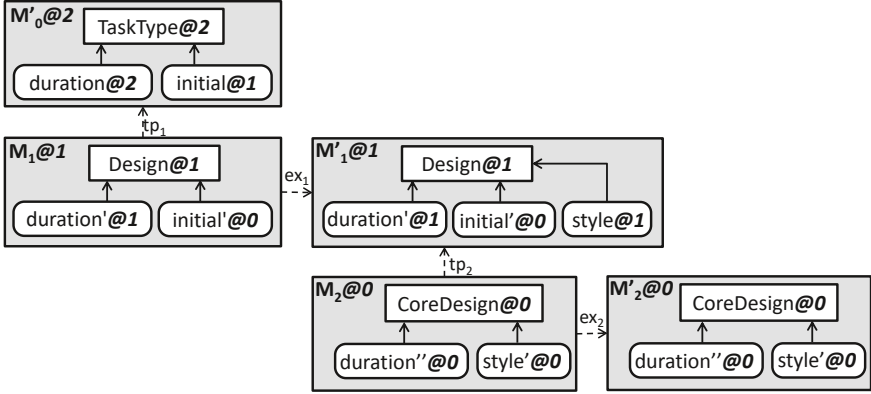 M'0@2
TaskType@2
duration@2 initial@1
tp1
M1@1
Design@1
duration'@1 initial'@0
ex1
M'1@1
Design@1
duration'@1 initial'@0 style@1
tp2
M2@0
CoreDesign@0
duration''@0 style'@0
ex2
M'2@0
CoreDesign@0
duration''@0 style'@0